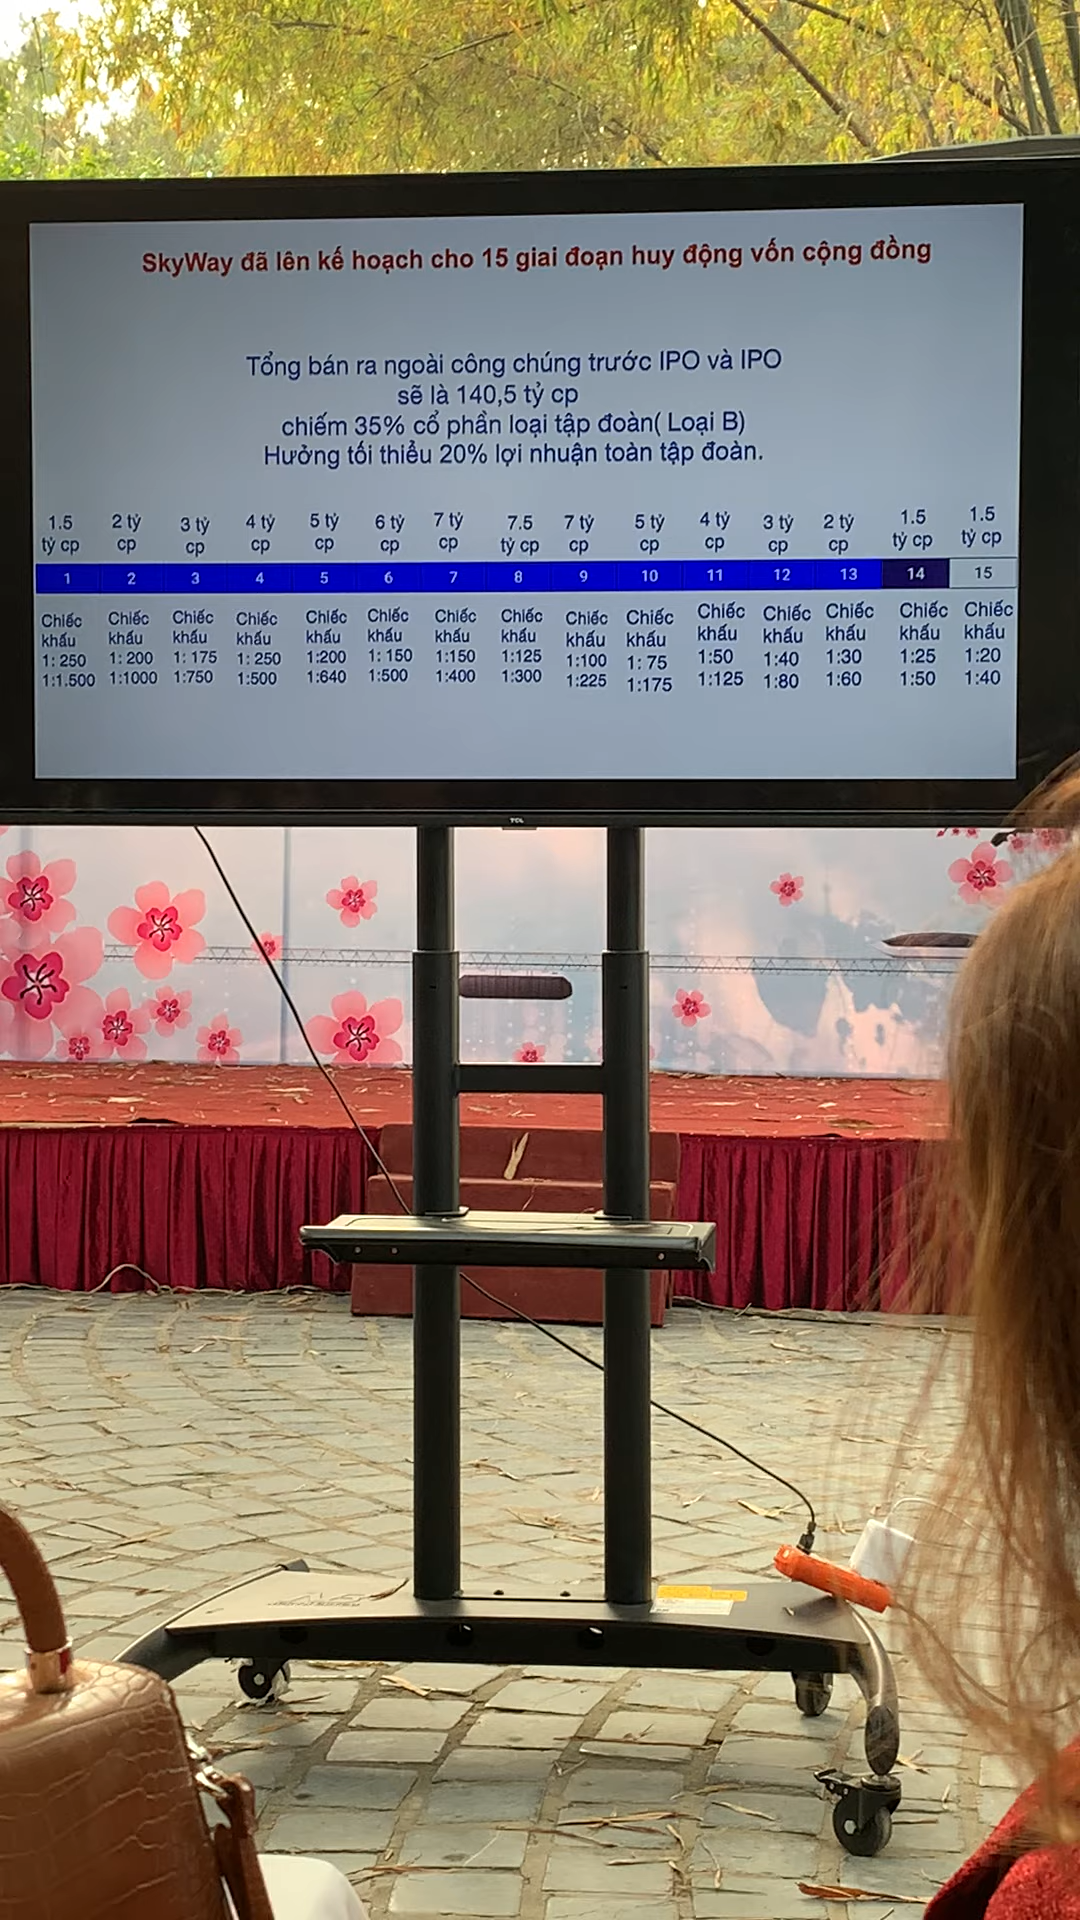 SkyWay đã lên kế hoạch cho 15 giai đoạn huy động vốn cộng đồng
Tổng bán ra ngoài công chúng trước IPO và IPO
sẽ là 140,5 tỷ cp
chiếm 35% cổ phần loại tập đoàn( Loại B)
Hưởng tối thiểu 20% lợi nhuận toàn tập đoàn.
1.5 2 tỷ 3 tỷ 4 tỷ 5 tỷ 6 tỷ 7 tỷ 7.5 7 tỷ 5 tỷ 4 tỷ 3 tỷ 2 tỷ 1.5 1.5
tỷ cp cp cp cp cp cp cp tỷ cp cp cp cp cp cp tỷ cp tỷ cp
1 2 3 4 5 6 7 8 9 10 11 12 13 14 15
Chiếc Chiếc Chiếc Chiếc Chiếc Chiếc Chiếc Chiếc Chiếc Chiếc Chiếc Chiếc Chiếc Chiếc Chiếc
khấu khấu khấu khấu khấu khấu khấu khấu khấu khấu khấu khấu khấu khấu khấu
1: 250 1: 200 1: 175 1: 250 1:200 1: 150 1:150 1:125 1:100 1: 75 1:50 1:40 1:30 1:25 1:20
1:1.500 1:1000 1:750 1:500 1:640 1:500 1:400 1:300 1:225 1:175 1:125 1:80 1:60 1:50 1:40
TCL